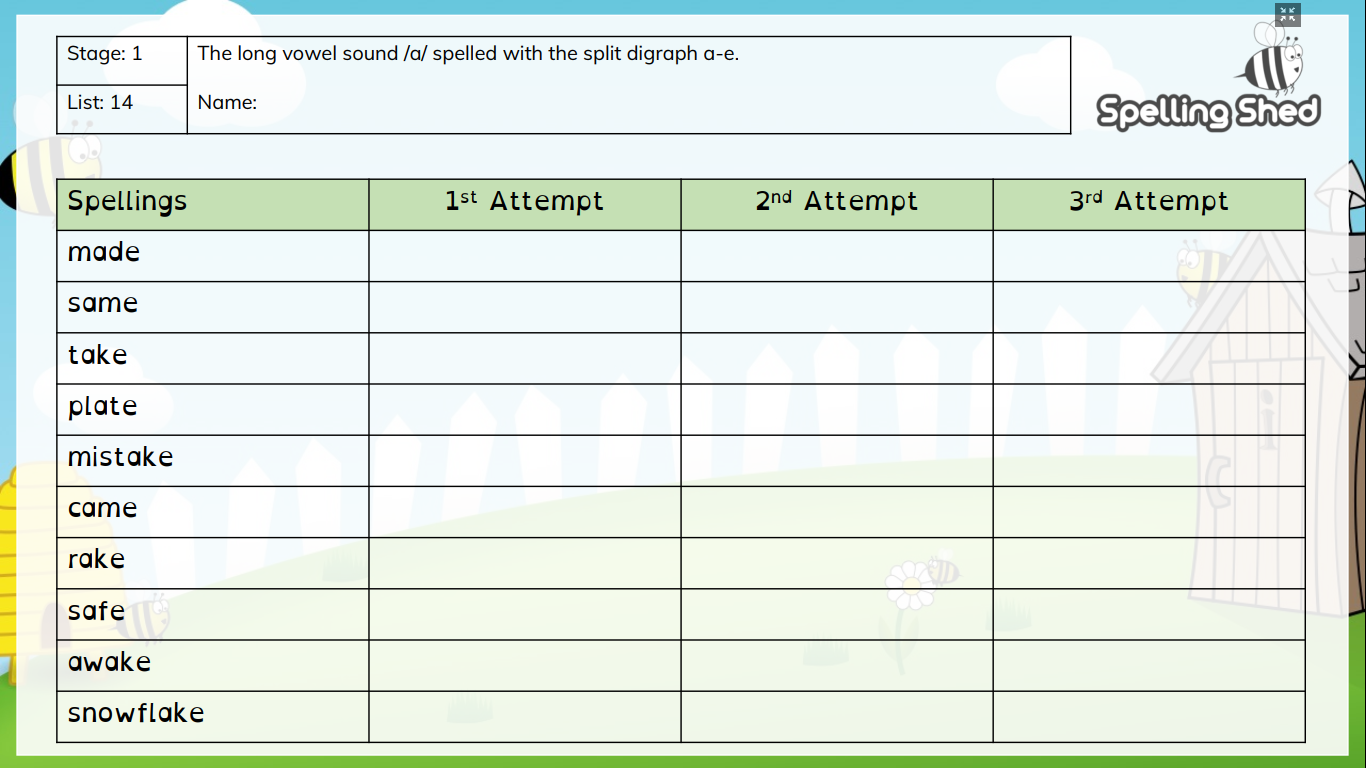 Stage: 1
The long vowel sound /a/ spelled with the split digraph a-e.
List: 14
Name:
Spelling Shed
Spellings 1st Attempt 2nd Attempt 3rd Attempt
made
same
take
plate
mistake
came
rake
safe
awake
snowflake